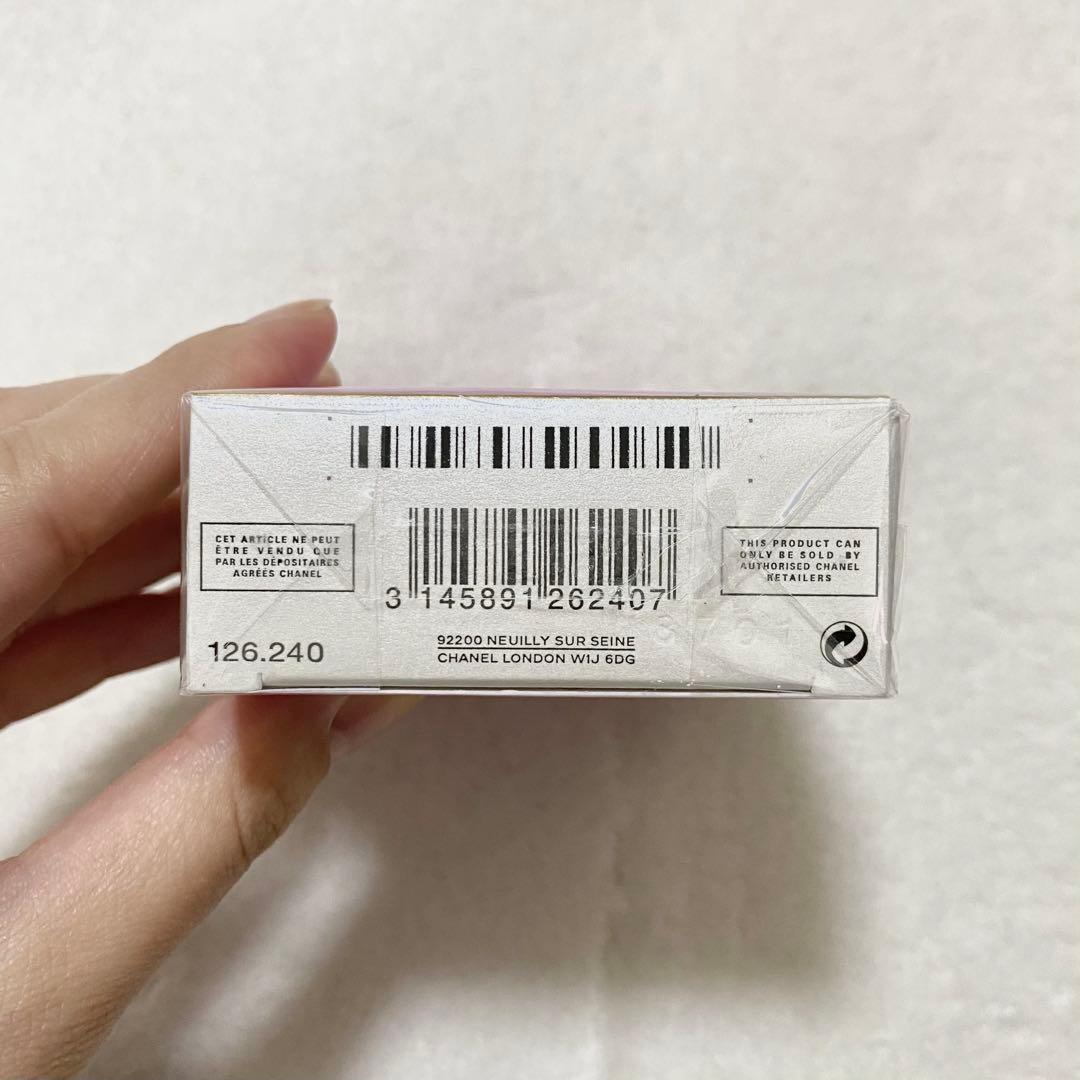 CET ARTICLE NE PEUT
ÊTRE VENDU QUE
PAR LES DÉPOSITAIRES
AGRÉÉS CHANEL
THIS PRODUCT CAN
ONLY BE SOLD BY
AUTHORISED CHANEL
RETAILERS
3 145891 262407
126.240
92200 NEUILLY SUR SEINE
CHANEL LONDON W1J 6DG